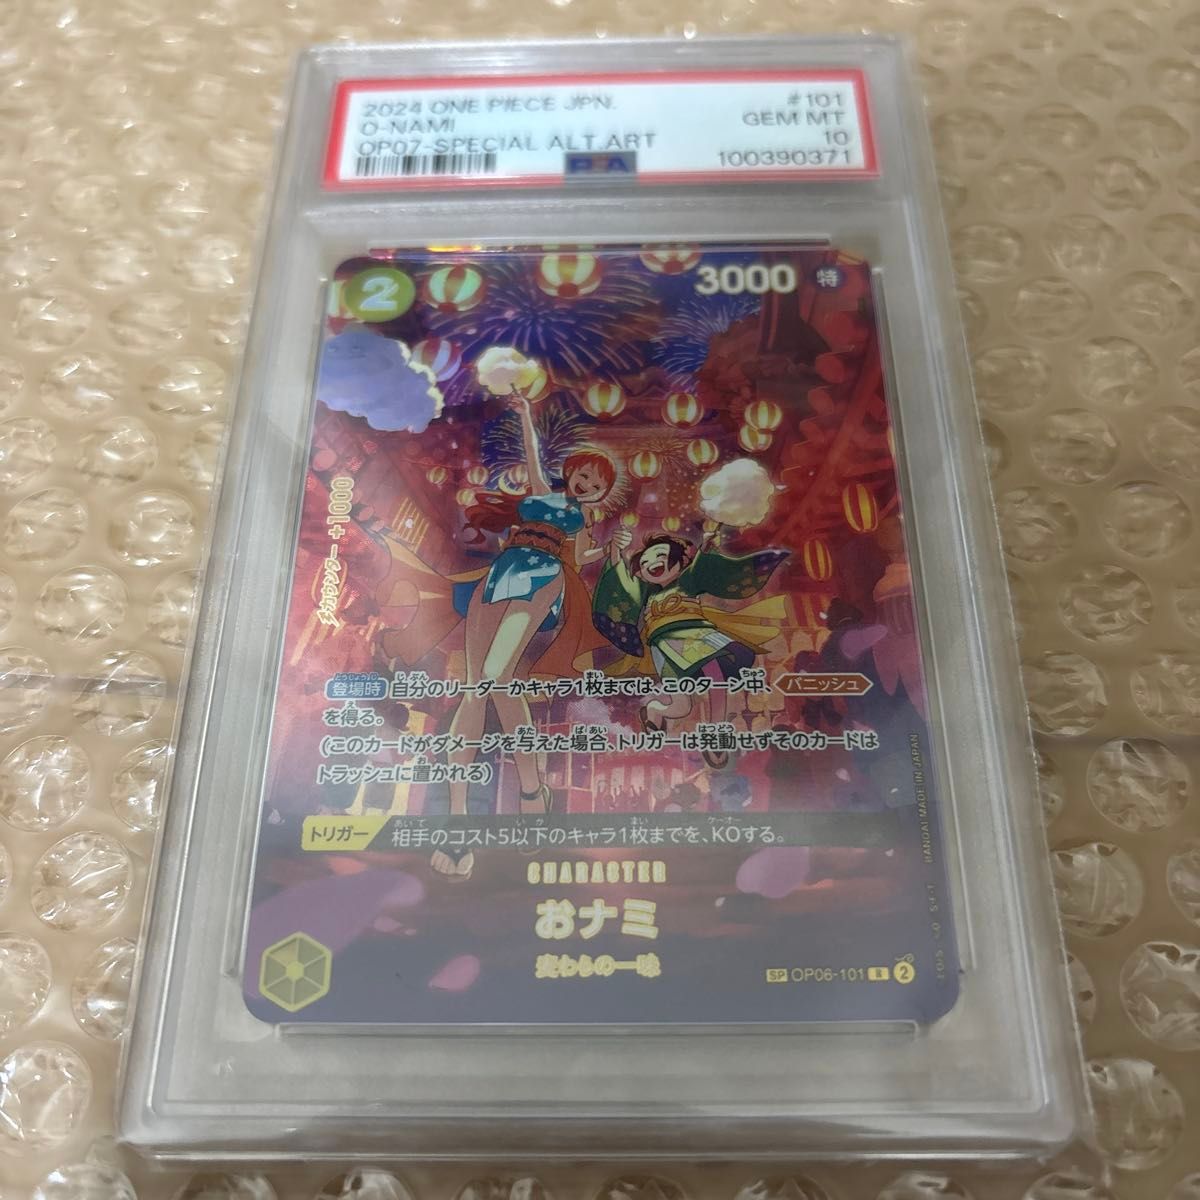 2024 ONE PIECE JPN.
#101
O-NAMI
GEM MT
OP07-SPECIAL ALT.ART
10
PSA
100390371
2
3000
特
カウンター +1000
登場時 自分のリーダーかキャラ1枚までは、このターン中、バニッシュ
を得る。
(このカードがダメージを与えた場合、トリガーは発動せずそのカードは
トラッシュに置かれる)
トリガー 相手のコスト5以下のキャラ1枚までを、KOする。
CHARACTER
おナミ
麦わらの一味
SP OP06-101 R 2
BANDAI MADE IN JAPAN